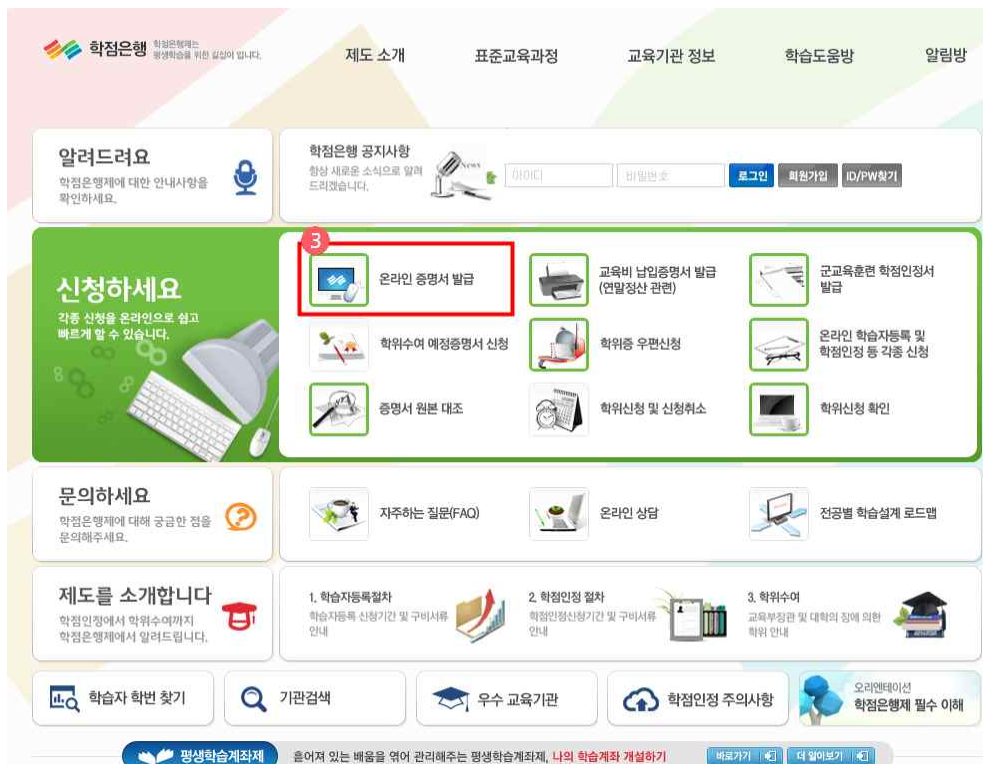 학점은행
학점은행제는
평생학습을 위한 길잡이 입니다.
제도 소개
표준교육과정
교육기관 정보
학습도움방
알림방
알려드려요
학점은행제에 대한 안내사항을
확인하세요.
학점은행 공지사항
항상 새로운 소식으로 알려
드리겠습니다.
News
아이디
비밀번호
로그인
회원가입
ID/PW찾기
신청하세요
각종 신청을 온라인으로 쉽고
빠르게 할 수 있습니다.
3
온라인 증명서 발급
교육비 납입증명서 발급
(연말정산 관련)
군교육훈련 학점인정서
발급
학위수여 예정증명서 신청
학위증 우편신청
온라인 학습자등록 및
학점인정 등 각종 신청
증명서 원본 대조
학위신청 및 신청취소
학위신청 확인
문의하세요
학점은행제에 대해 궁금한 점을
문의해주세요.
자주하는 질문(FAQ)
온라인 상담
전공별 학습설계 로드맵
제도를 소개합니다
학점인정에서 학위수여까지
학점은행제에서 알려드립니다.
1. 학습자등록절차
학습자등록 신청기간 및 구비서류
안내
2. 학점인정 절차
학점인정신청기간 및 구비서류
안내
3. 학위수여
교육부장관 및 대학의 장에 의한
학위 안내
학습자 학번 찾기
기관검색
우수 교육기관
학점인정 주의사항
오리엔테이션
학점은행제 필수 이해
평생학습계좌제
흩어져 있는 배움을 엮어 관리해주는 평생학습계좌제, 나의 학습계좌 개설하기
바로가기
더 알아보기